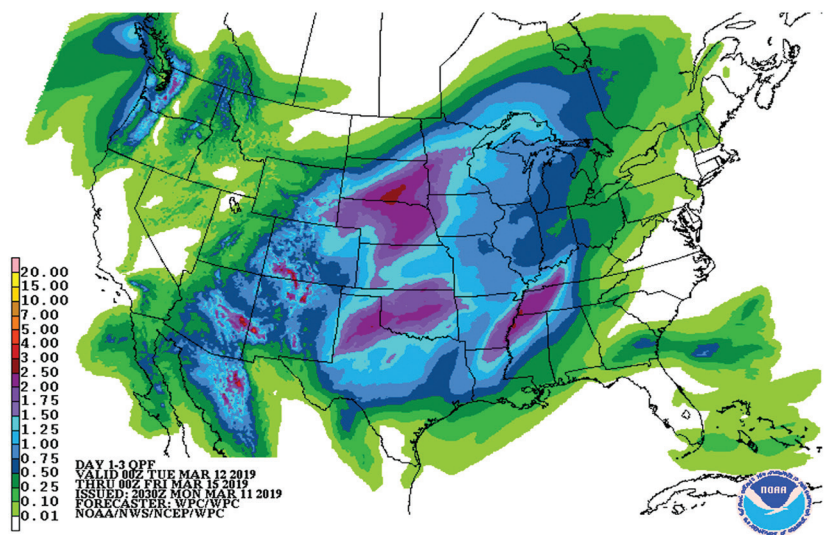 20.00
15.00
10.00
7.00
5.00
4.00
3.00
2.50
2.00
1.75
1.50
1.25
1.00
0.75
0.50
0.25
0.10
0.01
DAY 1-3 QPF
VALID 00Z TUE MAR 12 2019
THRU 00Z FRI MAR 15 2019
ISSUED: 2030Z MON MAR 11 2019
FORECASTER: WPC/WPC
NOAA/NWS/NCEP/WPC
NOAA